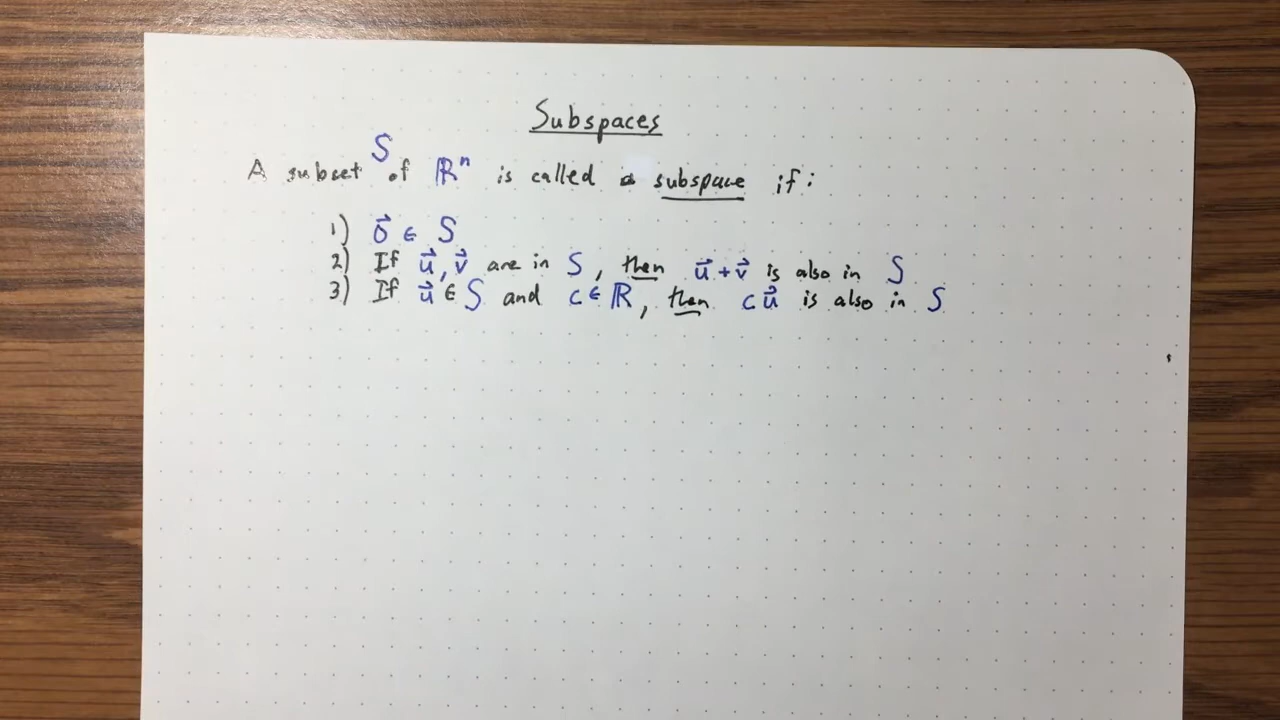 Subspaces
A subset S of ℝⁿ is called a subspace if:
1) 0⃗ ∈ S
2) If u⃗, v⃗ are in S, then u⃗ + v⃗ is also in S
3) If u⃗ ∈ S and c ∈ ℝ, then c u⃗ is also in S